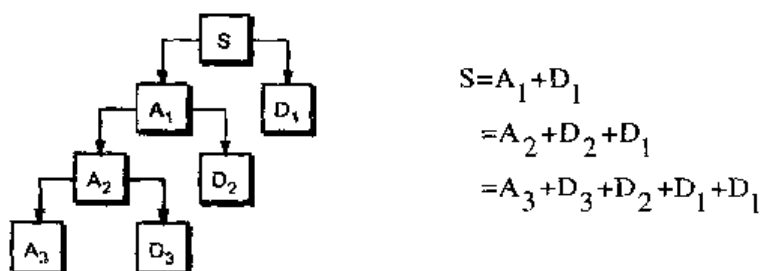 S
A₁ D₁
A₂ D₂
A₃ D₃
S=A₁+D₁
=A₂+D₂+D₁
=A₃+D₃+D₂+D₁+D₁